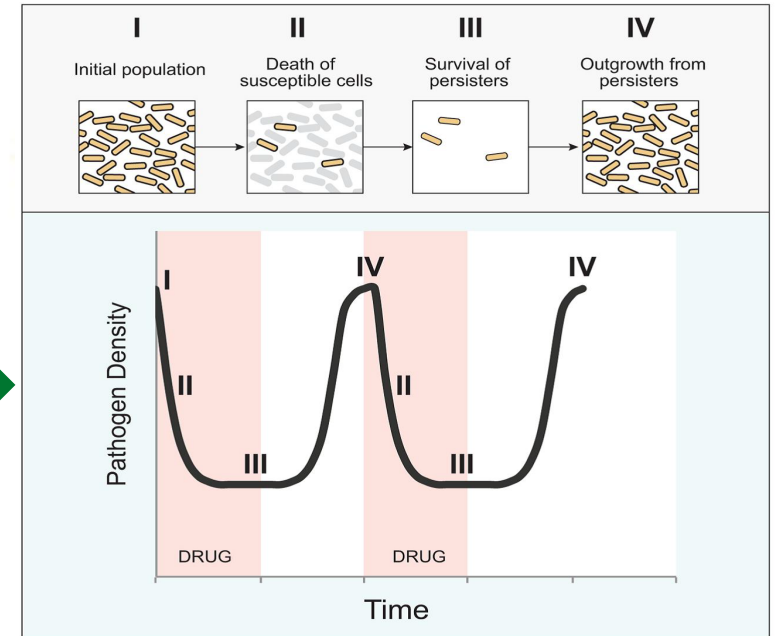 I
II
III
IV
Initial population
Death of
susceptible cells
Survival of
persisters
Outgrowth from
persisters
I
IV
IV
II
II
III
III
DRUG
DRUG
Pathogen Density
Time